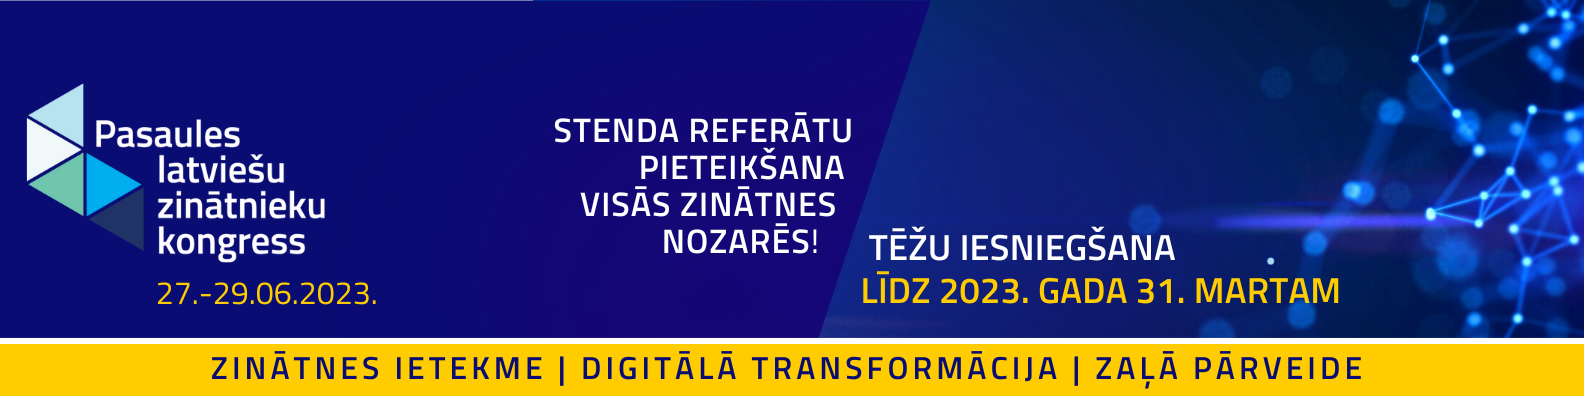 Pasaules
latviešu
zinātnieku
kongress
27.-29.06.2023.
STENDA REFERĀTU
PIETEIKŠANA
VISĀS ZINĀTNES
NOZARĒS!
TĒŽU IESNIEGŠANA
LĪDZ 2023. GADA 31. MARTAM
ZINĀTNES IETEKME | DIGITĀLĀ TRANSFORMĀCIJA | ZAĻĀ PĀRVEIDE